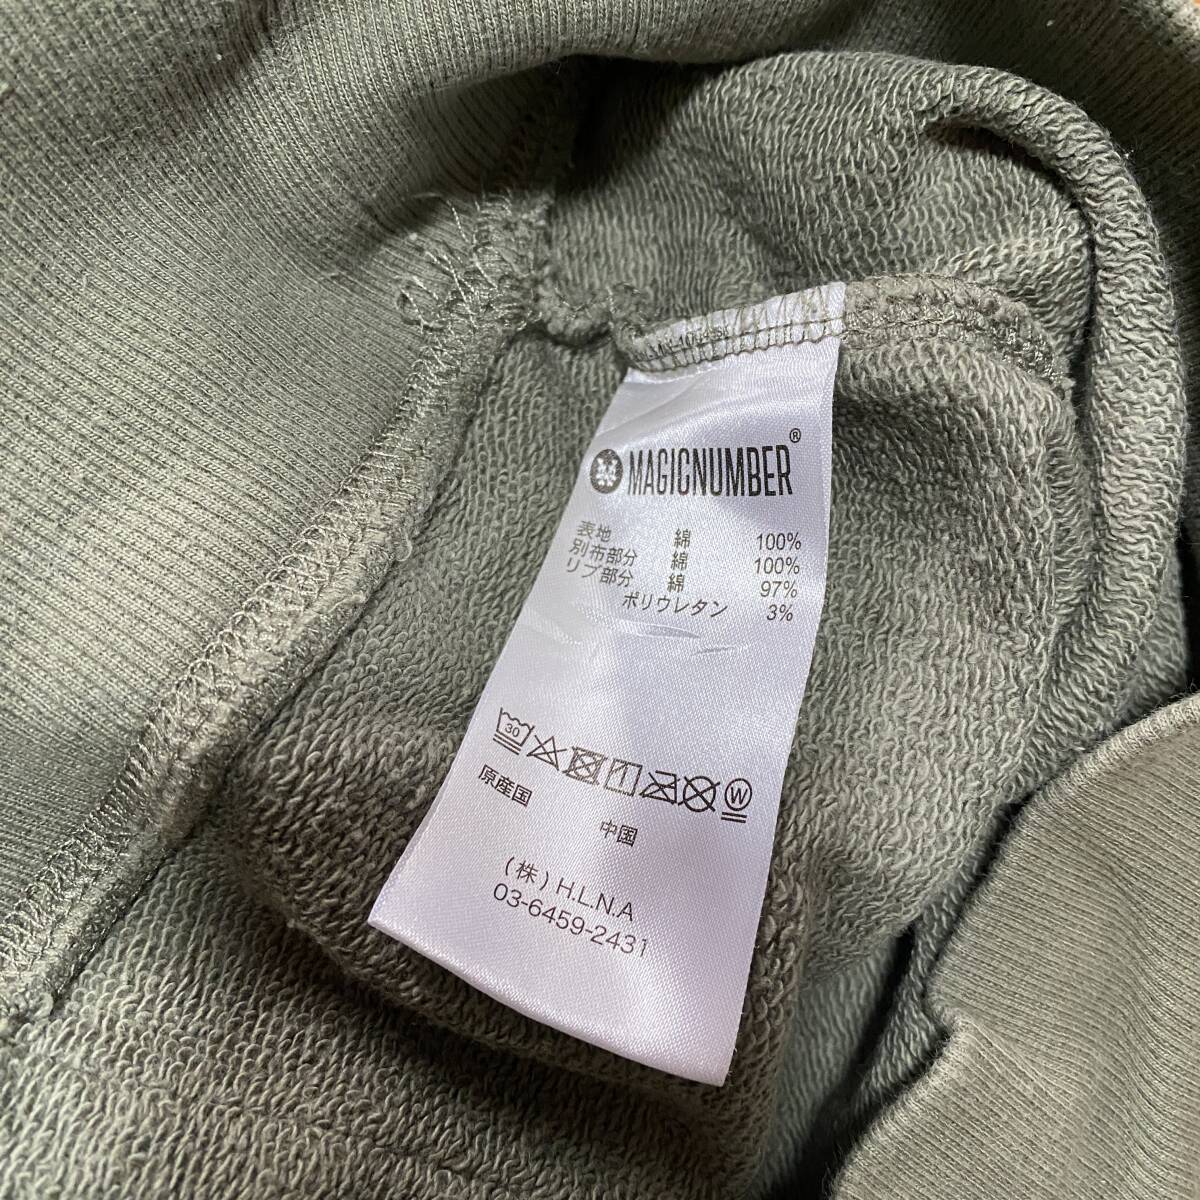 MAGICNUMBER®
表地 綿 100%
別布部分 綿 100%
リブ部分 綿 97%
ポリウレタン 3%
30 W
原産国
中国
(株) H.L.N.A
03-6459-2431